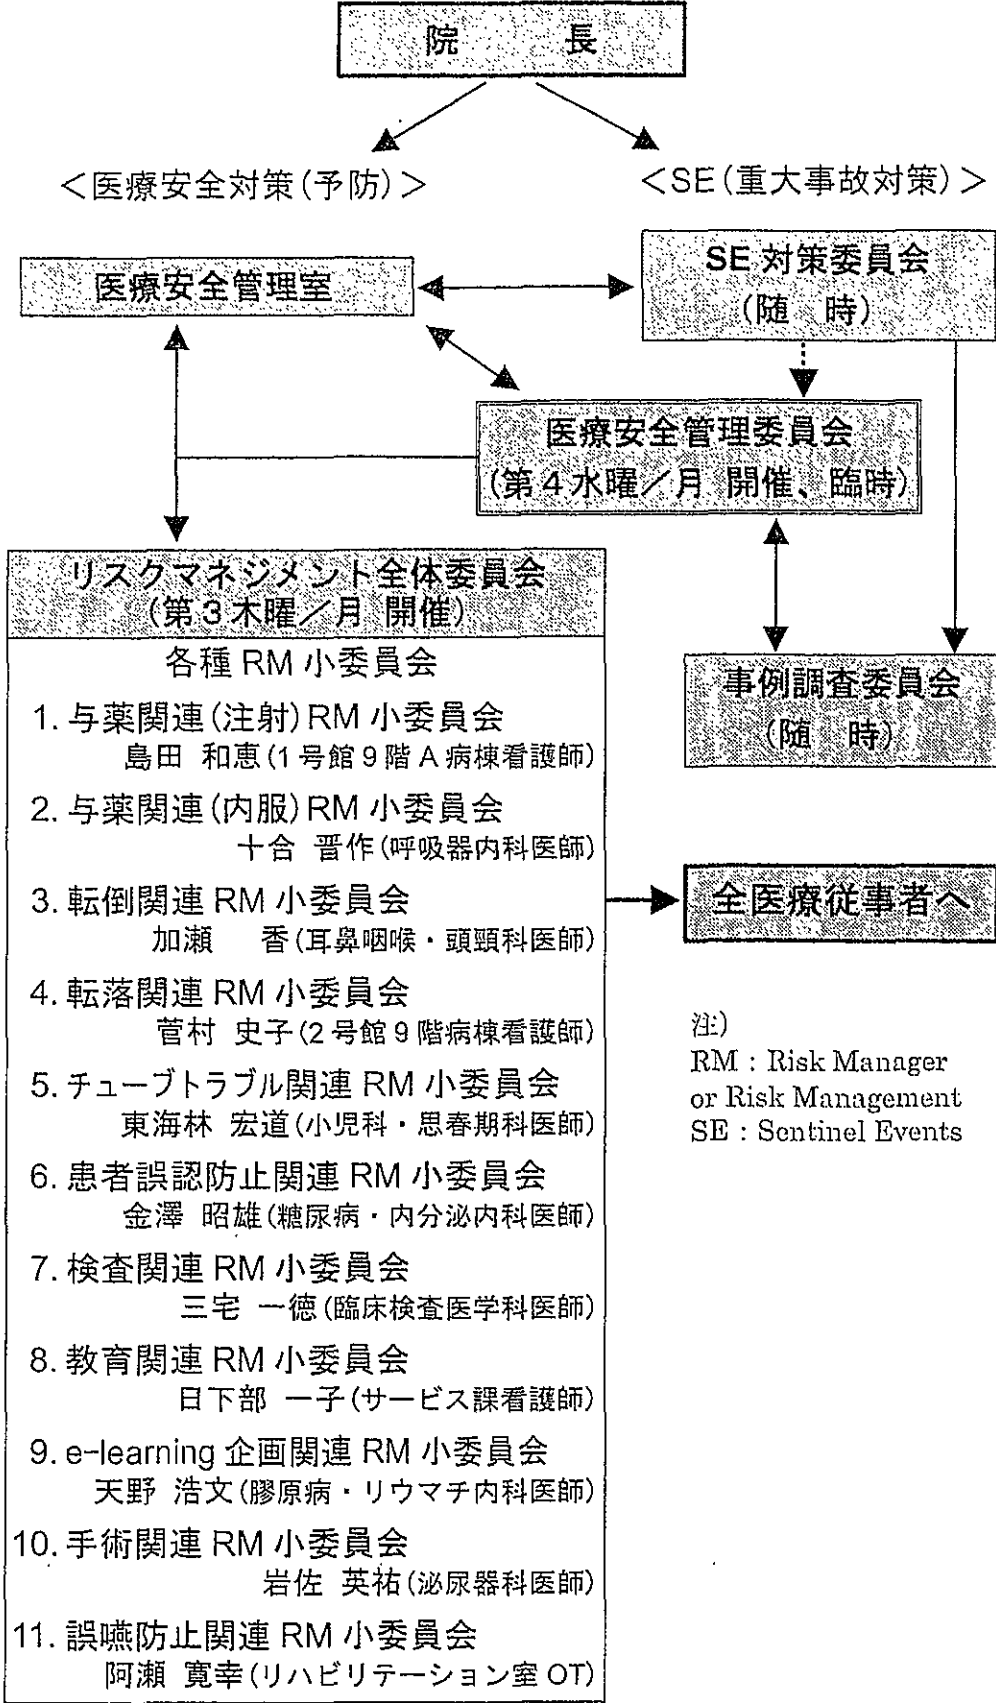 院　　長
＜医療安全対策(予防)＞
＜SE(重大事故対策)＞
医療安全管理室
SE 対策委員会
(随　時)
医療安全管理委員会
(第４水曜／月 開催、臨時)
リスクマネジメント全体委員会
(第３木曜／月 開催)
各種 RM 小委員会
1. 与薬関連(注射)RM 小委員会
島田 和恵(1 号館 9 階 A 病棟看護師)
2. 与薬関連(内服)RM 小委員会
十合 晋作(呼吸器内科医師)
3. 転倒関連 RM 小委員会
加瀬　香(耳鼻咽喉・頭頸科医師)
4. 転落関連 RM 小委員会
菅村 史子(2 号館 9 階病棟看護師)
5. チューブトラブル関連 RM 小委員会
東海林 宏道(小児科・思春期科医師)
6. 患者誤認防止関連 RM 小委員会
金澤 昭雄(糖尿病・内分泌内科医師)
7. 検査関連 RM 小委員会
三宅 一徳(臨床検査医学科医師)
8. 教育関連 RM 小委員会
日下部 一子(サービス課看護師)
9. e-learning 企画関連 RM 小委員会
天野 浩文(膠原病・リウマチ内科医師)
10. 手術関連 RM 小委員会
岩佐 英祐(泌尿器科医師)
11. 誤嚥防止関連 RM 小委員会
阿瀬 寛幸(リハビリテーション室 OT)
事例調査委員会
(随　時)
全医療従事者へ
注)
RM : Risk Manager
or Risk Management
SE : Sentinel Events